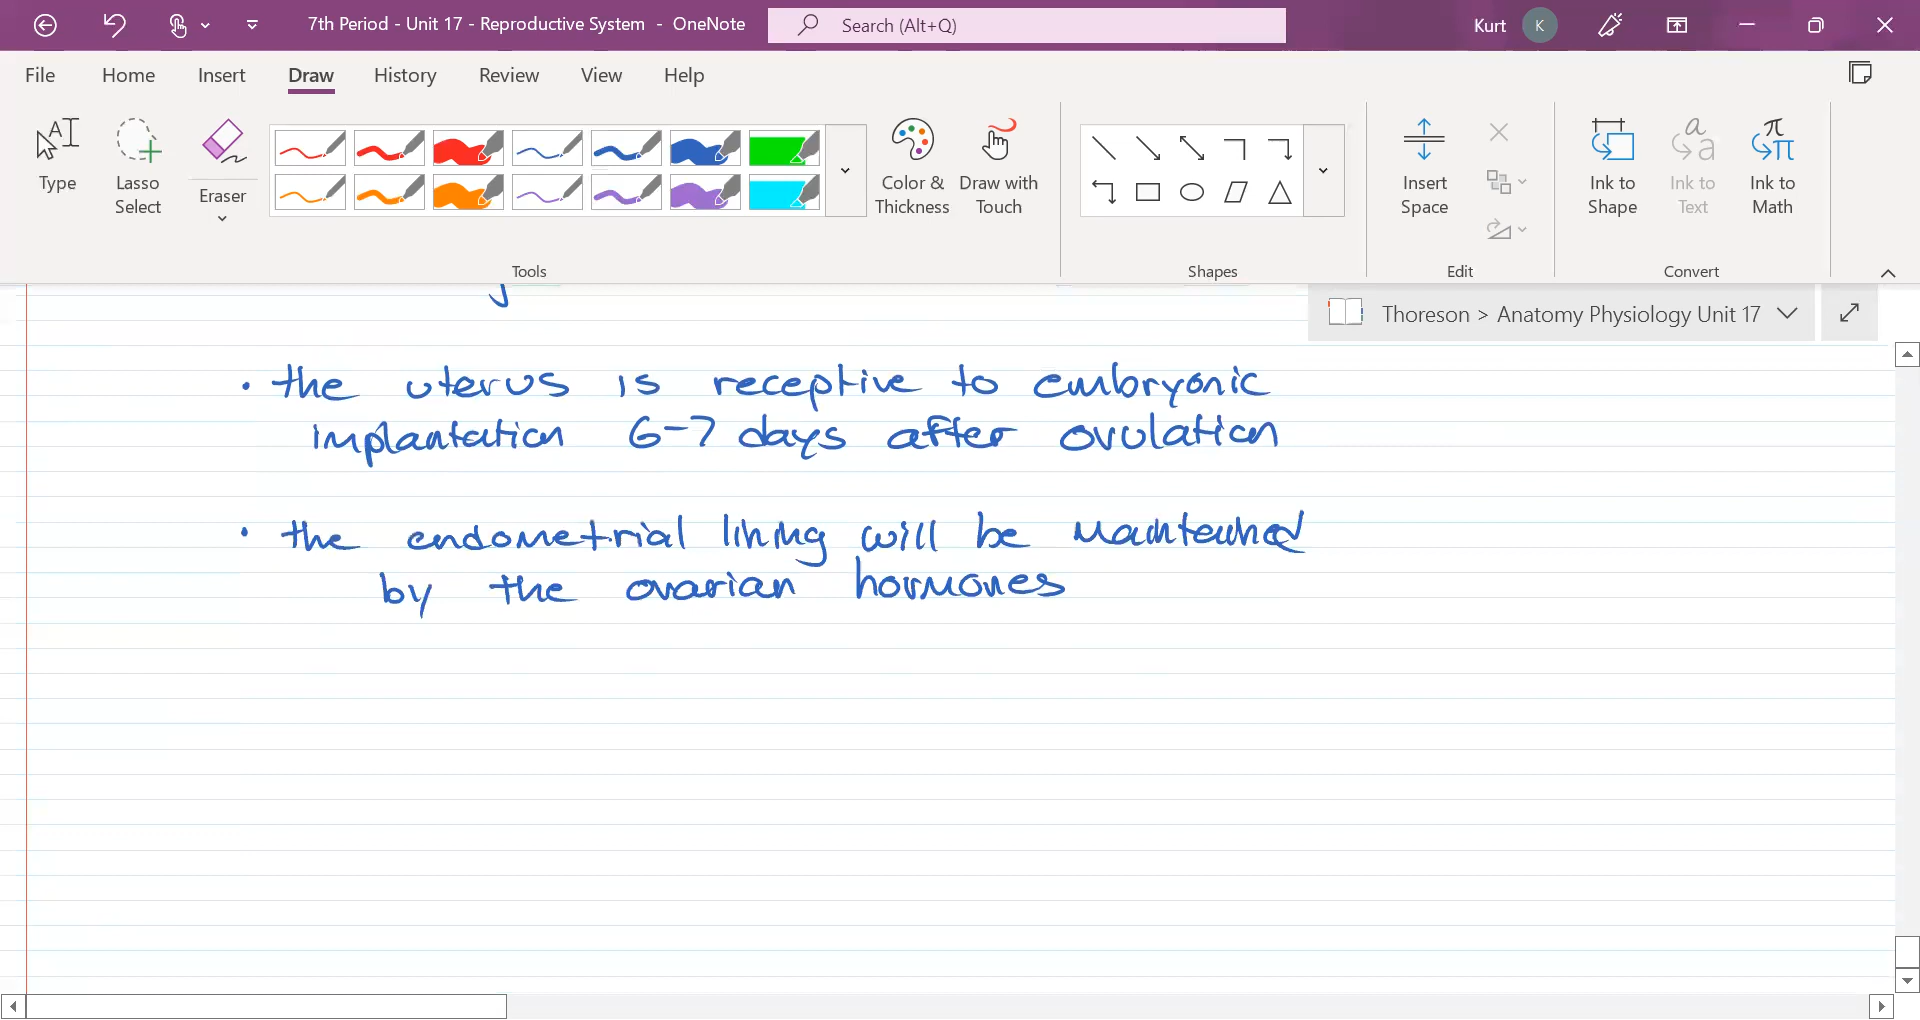 7th Period - Unit 17 - Reproductive System - OneNote
Search (Alt+Q)
Kurt
K
File Home Insert Draw History Review View Help
Type
Lasso Select
Eraser
Color & Thickness
Draw with Touch
Insert Space
Ink to Shape
Ink to Text
Ink to Math
Tools
Shapes
Edit
Convert
Thoreson > Anatomy Physiology Unit 17
• the uterus is receptive to embryonic
implantation 6-7 days after ovulation
• the endometrial lining will be maintained
by the ovarian hormones